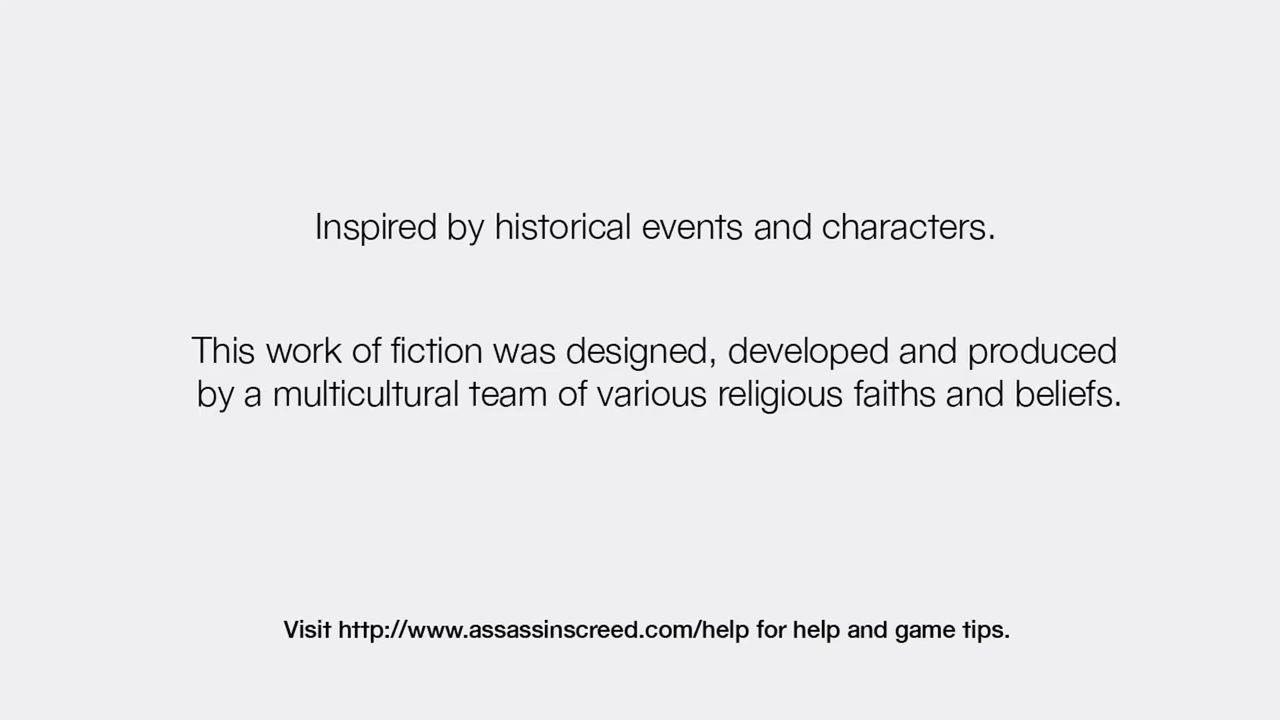 Inspired by historical events and characters.
This work of fiction was designed, developed and produced
by a multicultural team of various religious faiths and beliefs.
Visit http://www.assassinscreed.com/help for help and game tips.